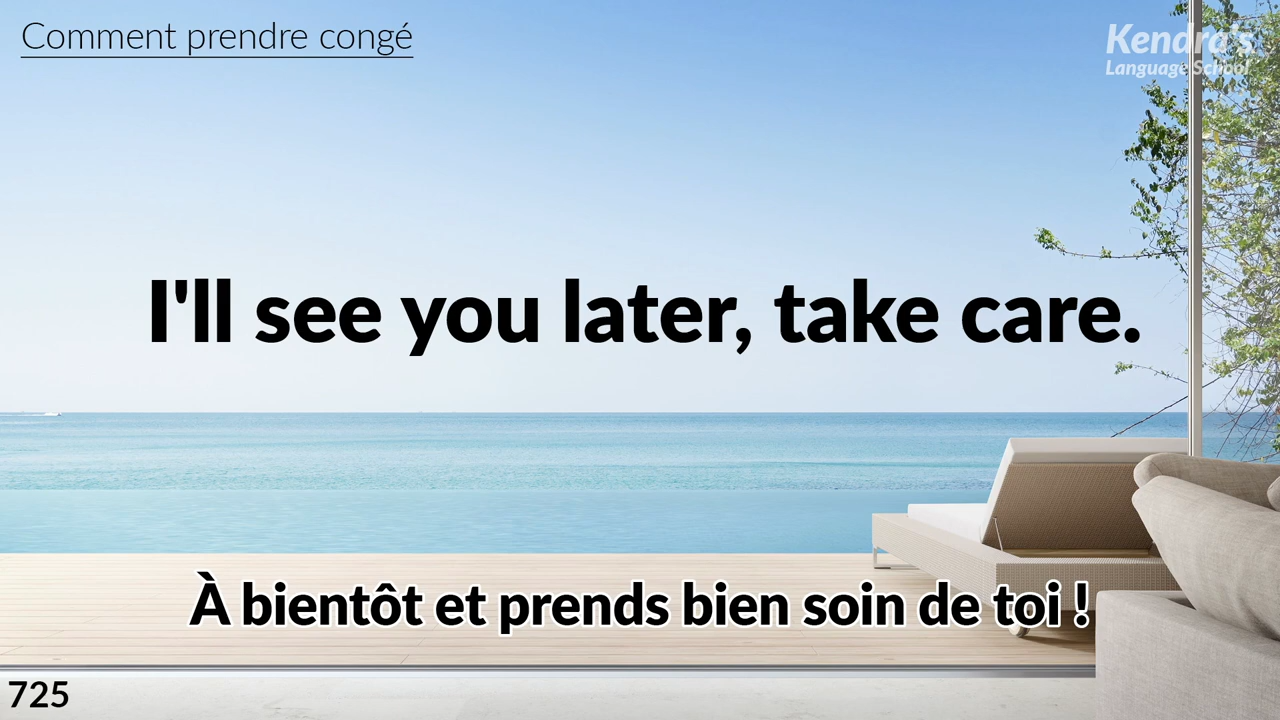 Comment prendre congé
Kendra's
Language School
I'll see you later, take care.
À bientôt et prends bien soin de toi !
725